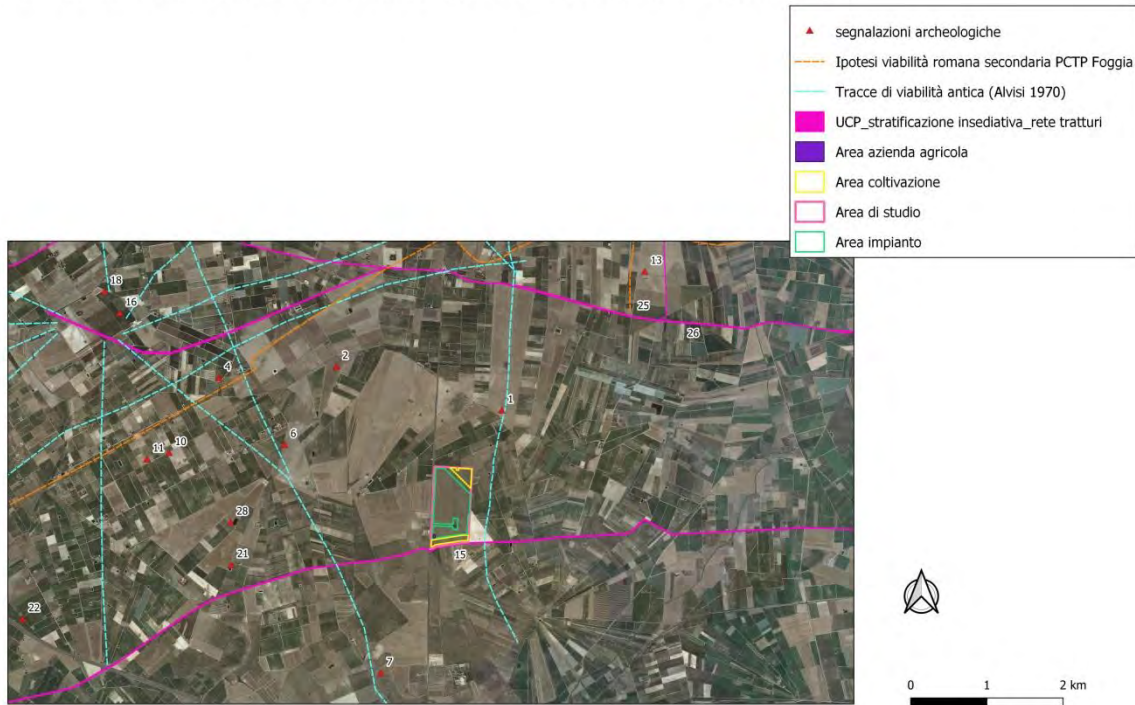 segnalazioni archeologiche
Ipotesi viabilità romana secondaria PCTP Foggia
Tracce di viabilità antica (Alvisi 1970)
UCP_stratificazione insediativa_rete tratturi
Area azienda agricola
Area coltivazione
Area di studio
Area impianto
13
18
16
25
26
2
4
1
6
10
11
28
15
21
22
7
0 1 2 km